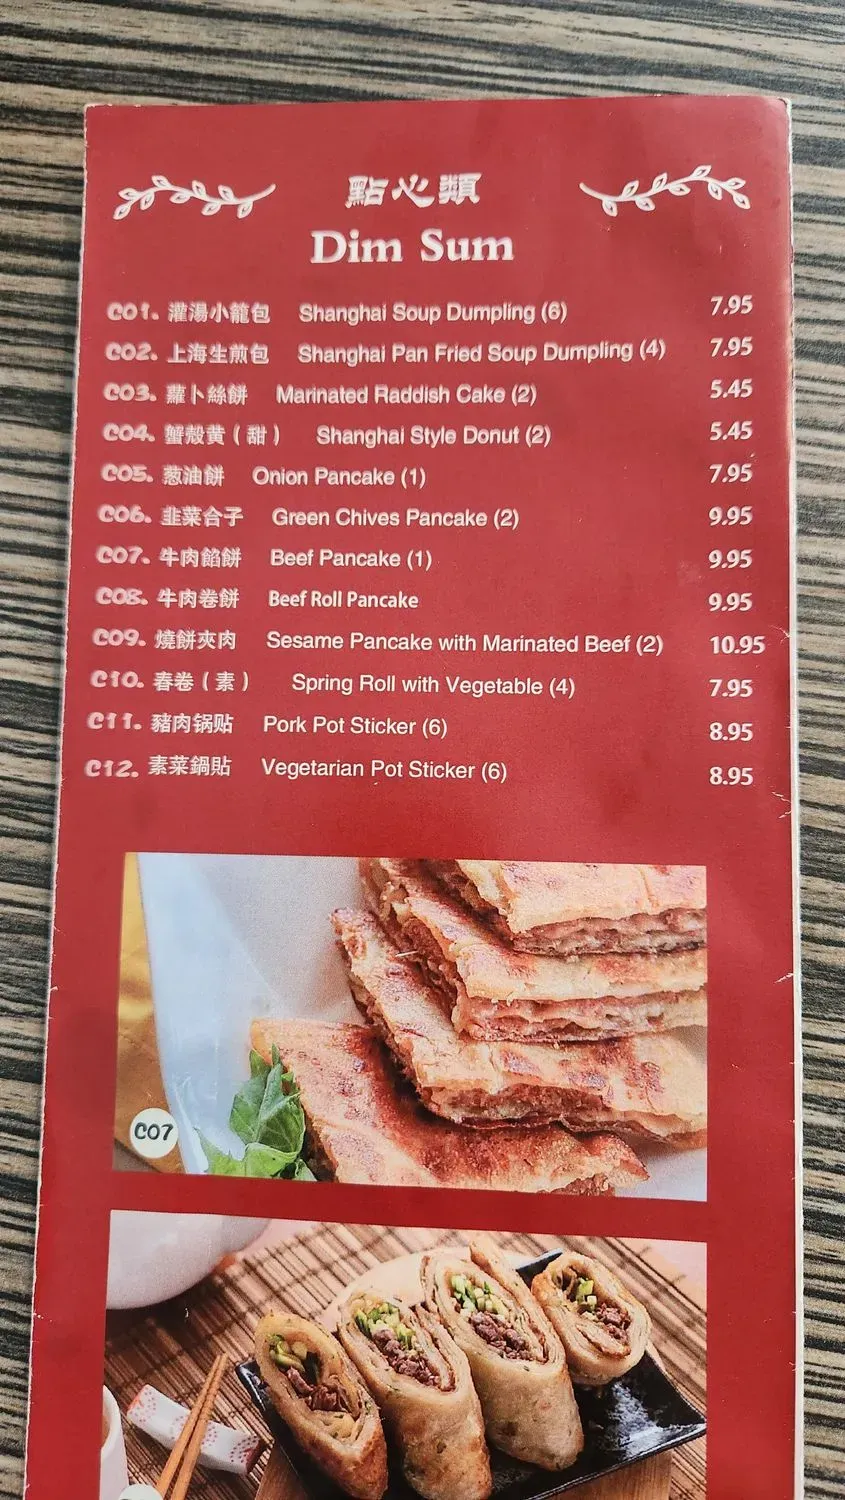 點心類
Dim Sum
C01. 灌湯小籠包 Shanghai Soup Dumpling (6) 7.95
C02. 上海生煎包 Shanghai Pan Fried Soup Dumpling (4) 7.95
C03. 蘿卜絲餅 Marinated Raddish Cake (2) 5.45
C04. 蟹殼黄(甜) Shanghai Style Donut (2) 5.45
C05. 葱油餅 Onion Pancake (1) 7.95
C06. 韭菜合子 Green Chives Pancake (2) 9.95
C07. 牛肉餡餅 Beef Pancake (1) 9.95
C08. 牛肉卷餅 Beef Roll Pancake 9.95
C09. 燒餅夾肉 Sesame Pancake with Marinated Beef (2) 10.95
C10. 春卷(素) Spring Roll with Vegetable (4) 7.95
C11. 豬肉锅贴 Pork Pot Sticker (6) 8.95
C12. 素菜鍋貼 Vegetarian Pot Sticker (6) 8.95
C07